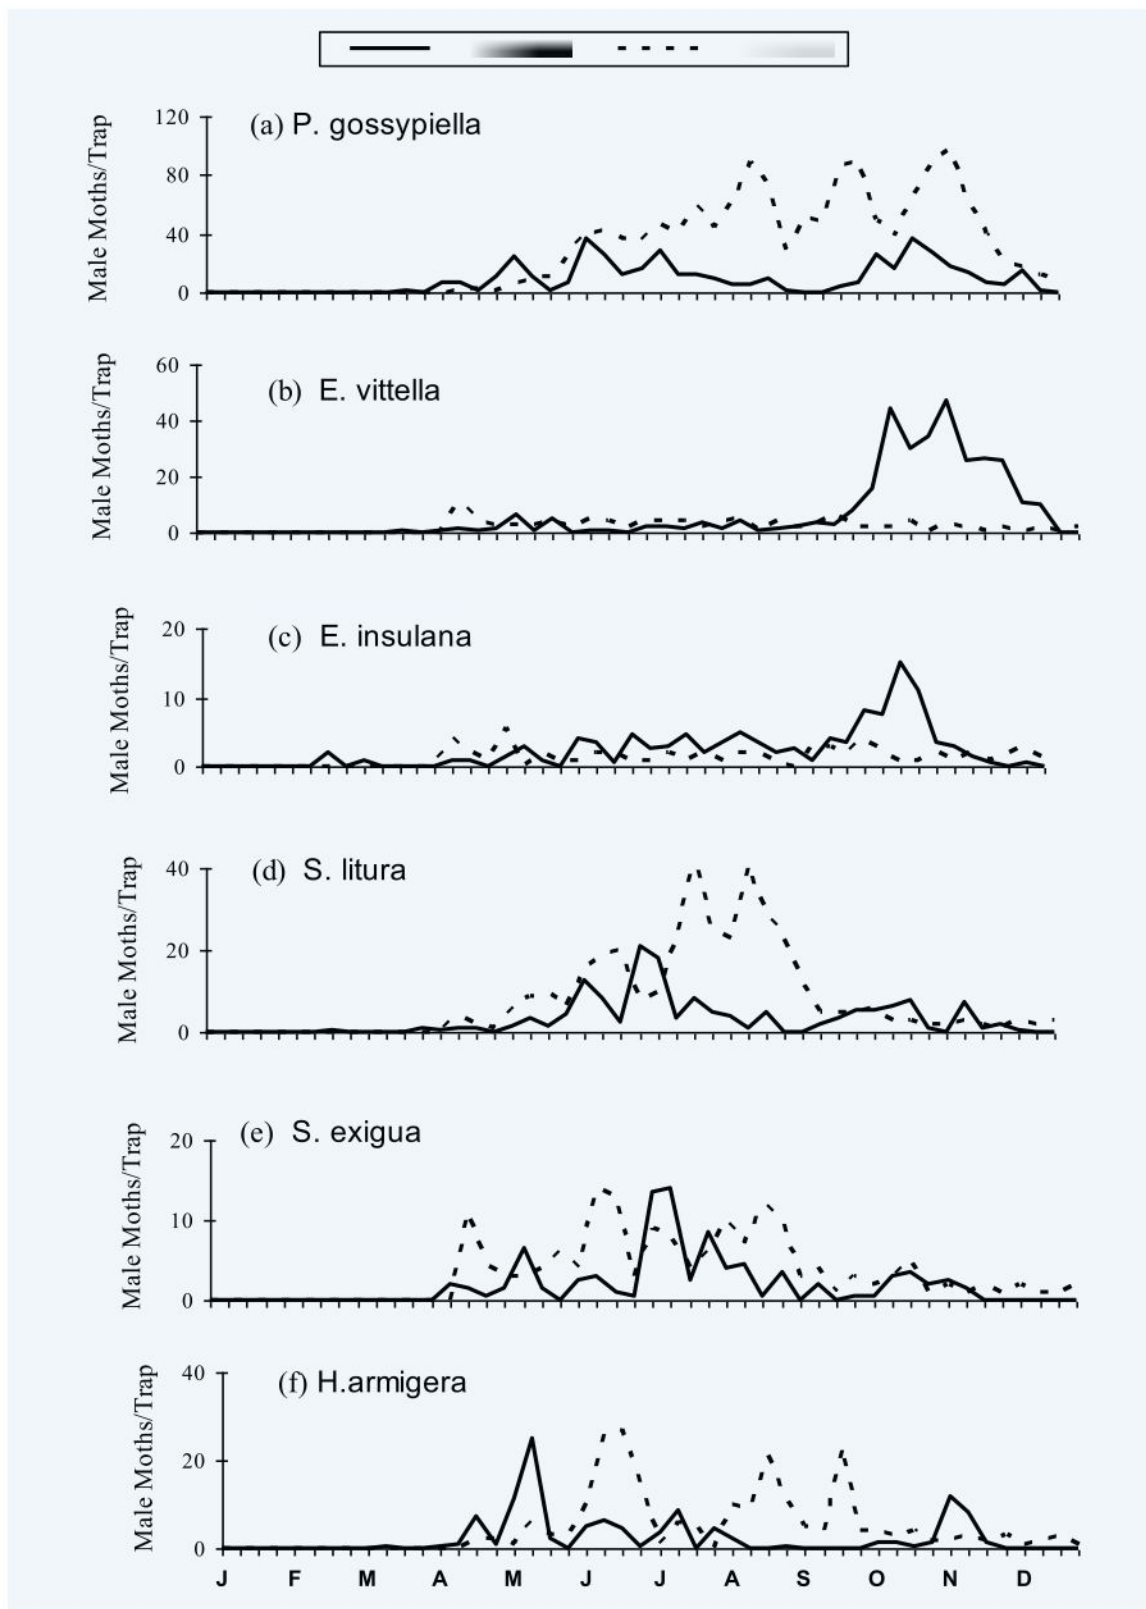 (a) P. gossypiella
Male Moths/Trap
120
80
40
0
(b) E. vittella
Male Moths/Trap
60
40
20
0
(c) E. insulana
Male Moths/Trap
20
10
0
(d) S. litura
Male Moths/Trap
40
20
0
(e) S. exigua
Male Moths/Trap
20
10
0
(f) H.armigera
Male Moths/Trap
40
20
0
J F M A M J J A S O N D